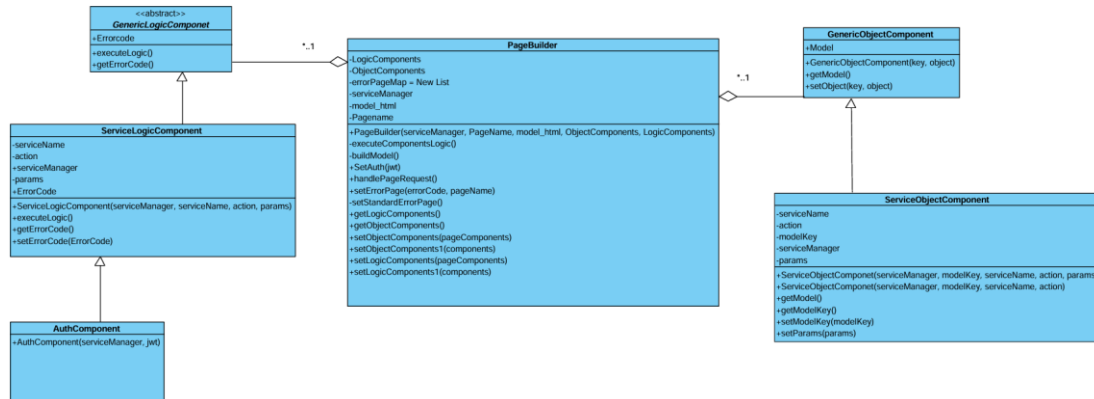 <<abstract>>
GenericLogicComponet
+Errorcode
+executeLogic()
+getErrorCode()
*..1
PageBuilder
-LogicComponents
-ObjectComponents
-errorPageMap = New List
-serviceManager
-model_html
-Pagename
+PageBuilder(serviceManager, PageName, model_html, ObjectComponents, LogicComponents)
-executeComponentsLogic()
-buildModel()
+SetAuth(jwt)
+handlePageRequest()
+setErrorPage(errorCode, pageName)
-setStandardErrorPage()
+getLogicComponents()
+getObjectComponents()
+setObjectComponents(pageComponents)
+setObjectComponents1(components)
+setLogicComponents(pageComponents)
+setLogicComponents1(components)
*..1
GenericObjectComponent
+Model
+GenericObjectComponent(key, object)
+getModel()
+setObject(key, object)
ServiceLogicComponent
-serviceName
-action
+serviceManager
-params
+ErrorCode
+ServiceLogicComponent(serviceManager, serviceName, action, params)
+executeLogic()
+getErrorCode()
+setErrorCode(ErrorCode)
ServiceObjectComponent
-serviceName
-action
-modelKey
-serviceManager
-params
+ServiceObjectComponet(serviceManager, modelKey, serviceName, action, params
+ServiceObjectComponet(serviceManager, modelKey, serviceName, action)
+getModel()
+getModelKey()
+setModelKey(modelKey)
+setParams(params)
AuthComponent
+AuthComponent(serviceManager, jwt)